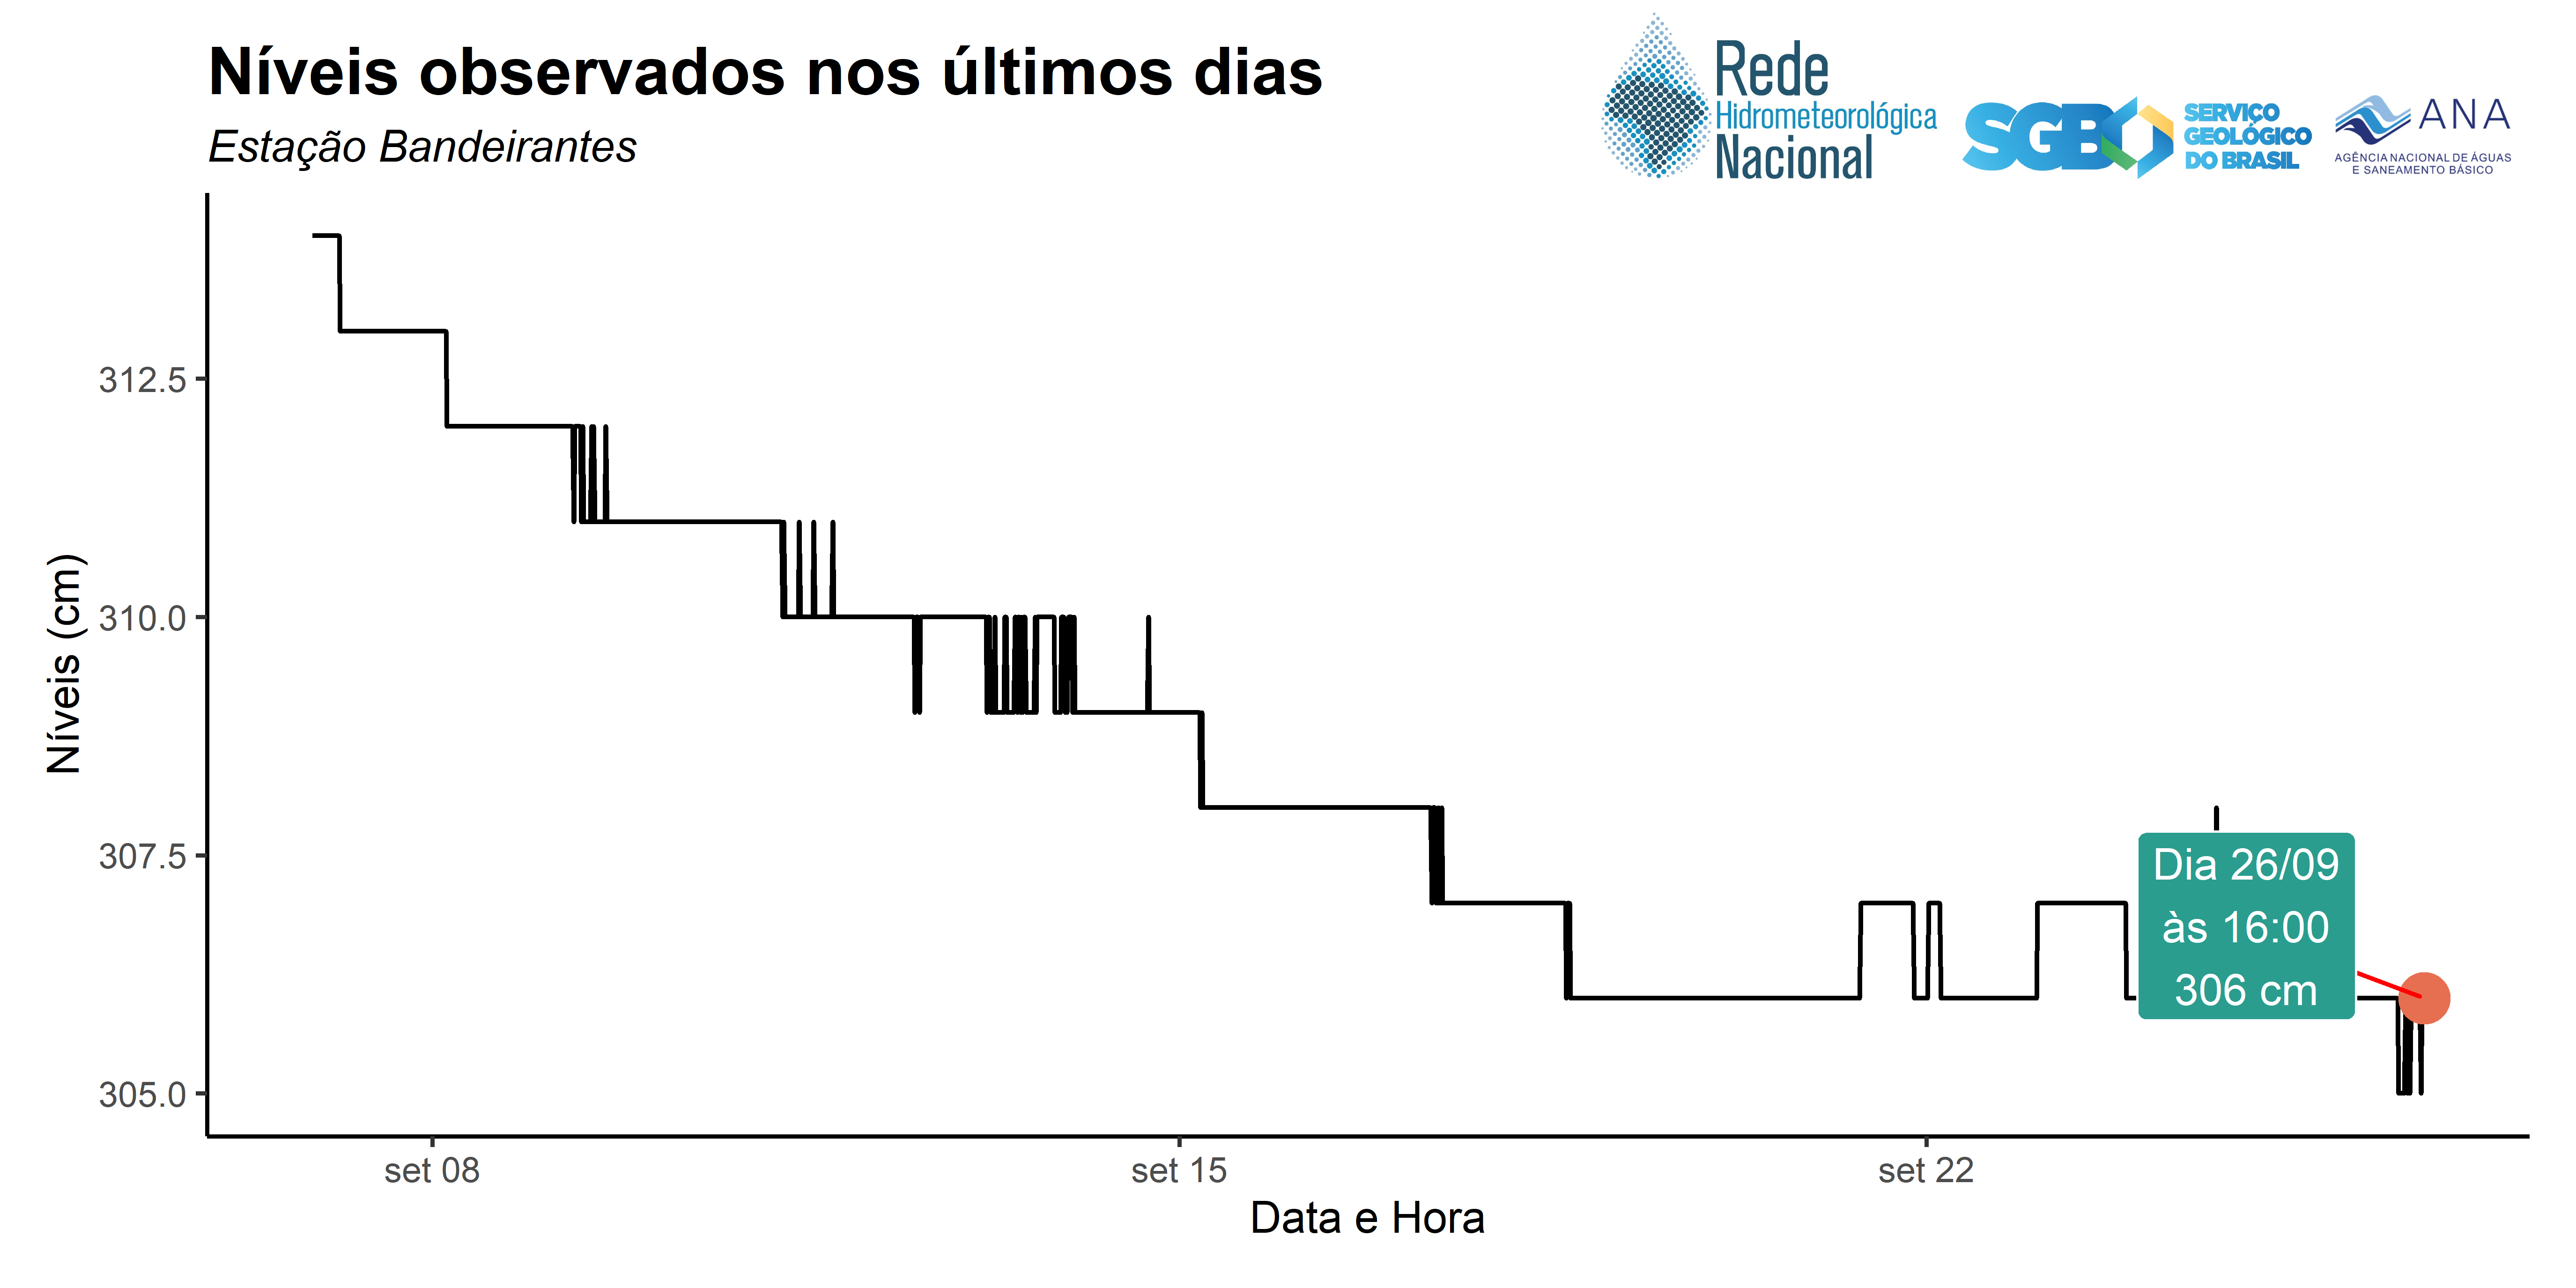 Níveis observados nos últimos dias
Estação Bandeirantes
Rede
Hidrometeorológica
Nacional
SGB
SERVIÇO
GEOLÓGICO
DO BRASIL
ANA
AGÊNCIA NACIONAL DE ÁGUAS
E SANEAMENTO BÁSICO
Níveis (cm)
312.5
310.0
307.5
305.0
Dia 26/09
às 16:00
306 cm
set 08
set 15
set 22
Data e Hora